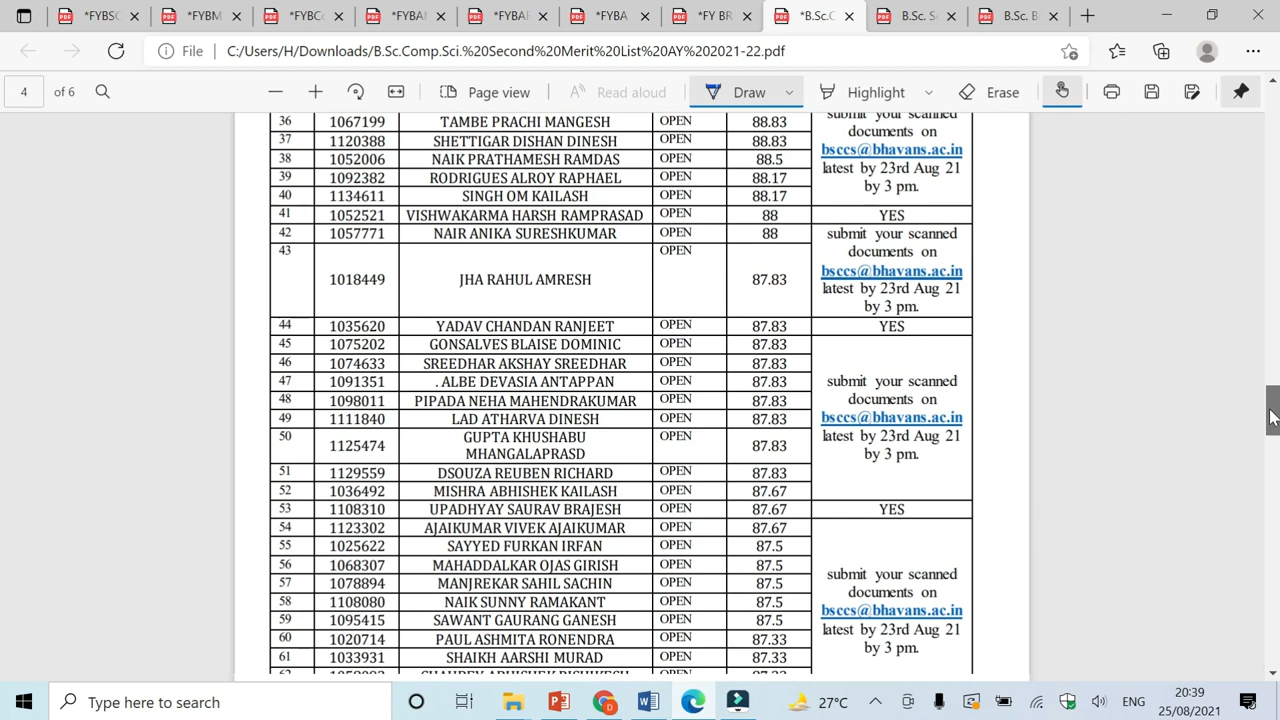 *FYBSC
*FYBM
*FYBCo
*FYBAI
*FYBAF
*FYBA
*FY BR
*B.Sc.C
B.Sc. Sc
B.Sc. BI
File
C:/Users/H/Downloads/B.Sc.Comp.Sci.%20Second%20Merit%20List%20AY%202021-22.pdf
4 of 6
Page view
Read aloud
Draw
Highlight
Erase
36 1067199 TAMBE PRACHI MANGESH OPEN 88.83
37 1120388 SHETTIGAR DISHAN DINESH OPEN 88.83
38 1052006 NAIK PRATHAMESH RAMDAS OPEN 88.5
39 1092382 RODRIGUES ALROY RAPHAEL OPEN 88.17
40 1134611 SINGH OM KAILASH OPEN 88.17
submit your scanned
documents on
bsccs@bhavans.ac.in
latest by 23rd Aug 21
by 3 pm.
41 1052521 VISHWAKARMA HARSH RAMPRASAD OPEN 88 YES
42 1057771 NAIR ANIKA SURESHKUMAR OPEN 88
43 1018449 JHA RAHUL AMRESH OPEN 87.83
submit your scanned
documents on
bsccs@bhavans.ac.in
latest by 23rd Aug 21
by 3 pm.
44 1035620 YADAV CHANDAN RANJEET OPEN 87.83 YES
45 1075202 GONSALVES BLAISE DOMINIC OPEN 87.83
46 1074633 SREEDHAR AKSHAY SREEDHAR OPEN 87.83
47 1091351 . ALBE DEVASIA ANTAPPAN OPEN 87.83
48 1098011 PIPADA NEHA MAHENDRAKUMAR OPEN 87.83
49 1111840 LAD ATHARVA DINESH OPEN 87.83
50 1125474 GUPTA KHUSHABU
MHANGALAPRASD OPEN 87.83
51 1129559 DSOUZA REUBEN RICHARD OPEN 87.83
52 1036492 MISHRA ABHISHEK KAILASH OPEN 87.67
submit your scanned
documents on
bsccs@bhavans.ac.in
latest by 23rd Aug 21
by 3 pm.
53 1108310 UPADHYAY SAURAV BRAJESH OPEN 87.67 YES
54 1123302 AJAIKUMAR VIVEK AJAIKUMAR OPEN 87.67
55 1025622 SAYYED FURKAN IRFAN OPEN 87.5
56 1068307 MAHADDALKAR OJAS GIRISH OPEN 87.5
57 1078894 MANJREKAR SAHIL SACHIN OPEN 87.5
58 1108080 NAIK SUNNY RAMAKANT OPEN 87.5
59 1095415 SAWANT GAURANG GANESH OPEN 87.5
60 1020714 PAUL ASHMITA RONENDRA OPEN 87.33
61 1033931 SHAIKH AARSHI MURAD OPEN 87.33
submit your scanned
documents on
bsccs@bhavans.ac.in
latest by 23rd Aug 21
by 3 pm.
Type here to search
27°C
ENG
20:39
25/08/2021